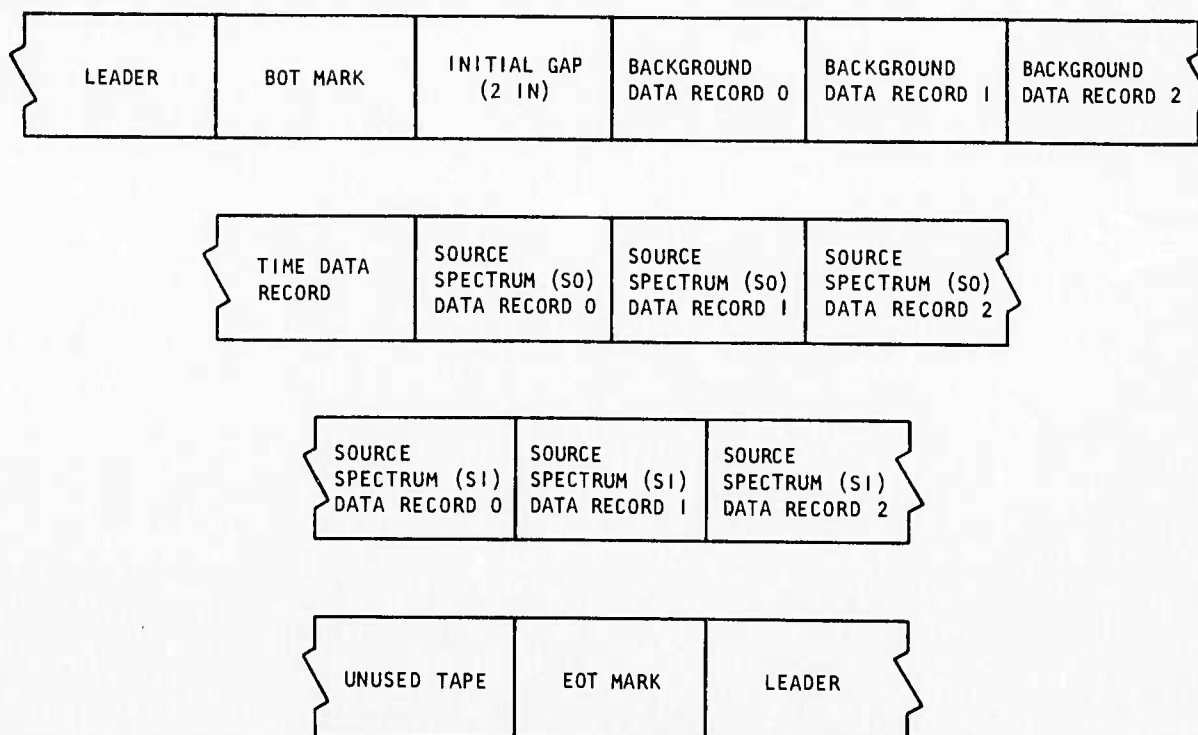 LEADER
BOT MARK
INITIAL GAP
(2 IN)
BACKGROUND
DATA RECORD 0
BACKGROUND
DATA RECORD 1
BACKGROUND
DATA RECORD 2
TIME DATA
RECORD
SOURCE
SPECTRUM (S0)
DATA RECORD 0
SOURCE
SPECTRUM (S0)
DATA RECORD 1
SOURCE
SPECTRUM (S0)
DATA RECORD 2
SOURCE
SPECTRUM (S1)
DATA RECORD 0
SOURCE
SPECTRUM (S1)
DATA RECORD 1
SOURCE
SPECTRUM (S1)
DATA RECORD 2
UNUSED TAPE
EOT MARK
LEADER